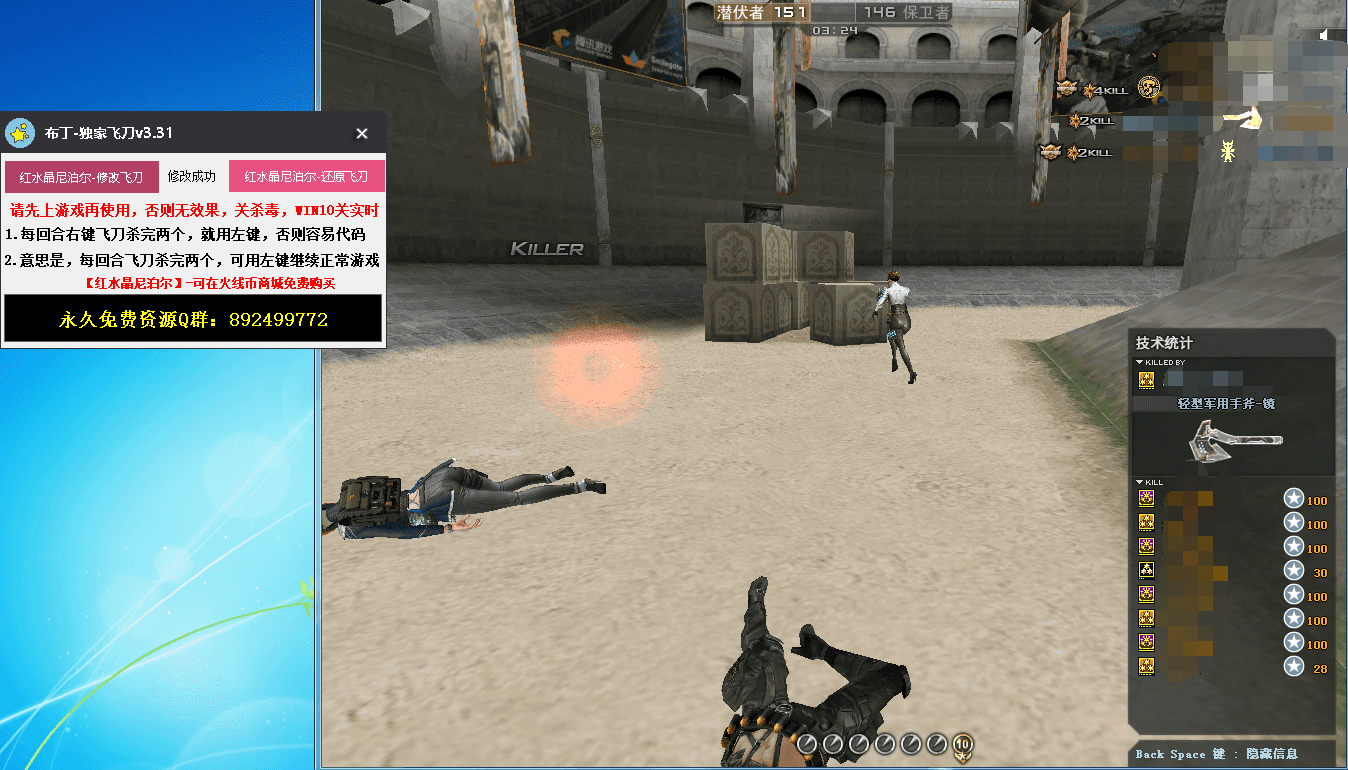 潜伏者 151
146 保卫者
03:24
腾讯游戏
Smilegate
Entertainment
4KILL
2KILL
2KILL
布丁-独家飞刀v3.31
红水晶尼泊尔-修改飞刀
修改成功
红水晶尼泊尔-还原飞刀
请先上游戏再使用，否则无效果，关杀毒，WIN10关实时
1.每回合右键飞刀杀完两个，就用左键，否则容易代码
2.意思是，每回合飞刀杀完两个，可用左键继续正常游戏
【红水晶尼泊尔】-可在火线币商城免费购买
永久免费资源Q群：892499772
KILLER
技术统计
KILLED BY
轻型军用手斧-镜
KILL
100
100
100
30
100
100
100
28
10
Back Space 键 : 隐藏信息